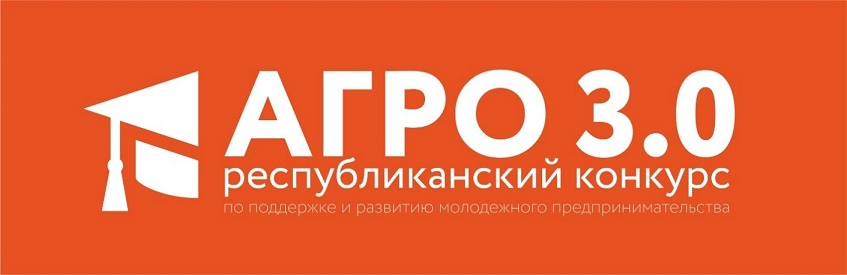 АГРО 3.0
республиканский конкурс
по поддержке и развитию молодежного предпринимательства